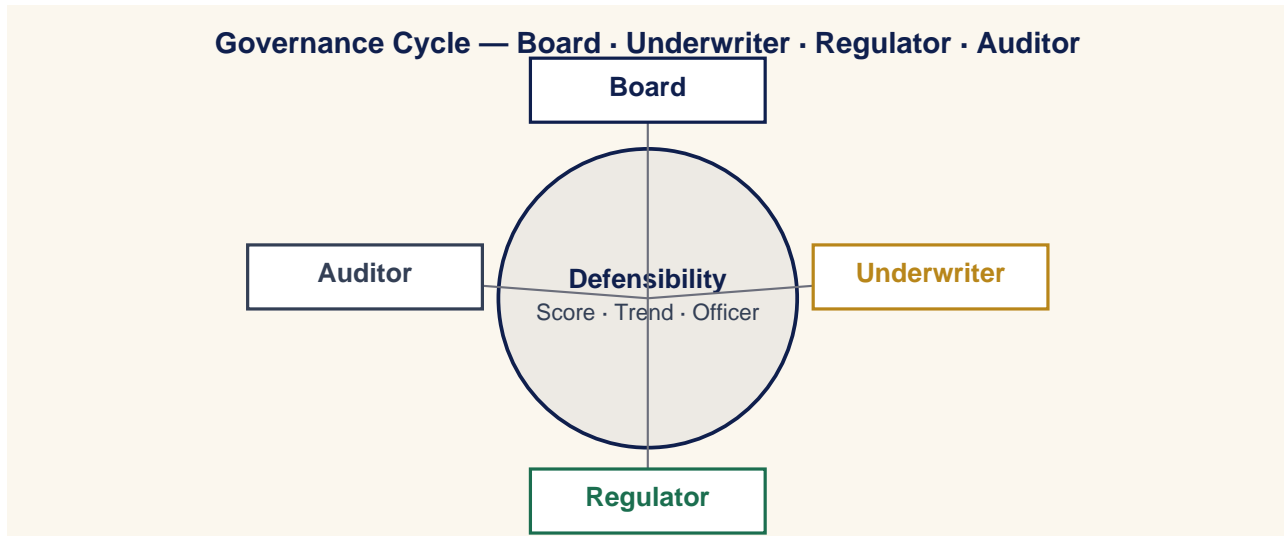 Governance Cycle — Board · Underwriter · Regulator · Auditor
Board
Auditor
Defensibility
Score · Trend · Officer
Underwriter
Regulator